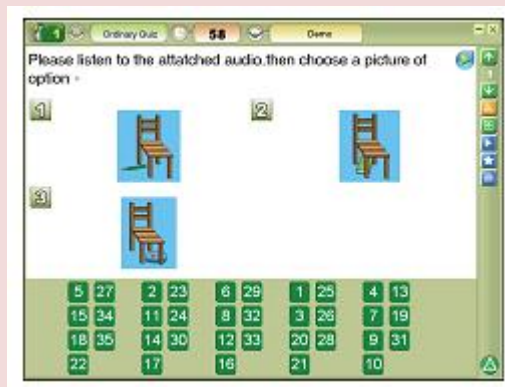 1 Ordinary Quiz 58 Demo
Please listen to the attatched audio,then choose a picture of
option。
1 2
3
5 27 2 23 6 29 1 25 4 13
15 34 11 24 8 32 3 26 7 19
18 35 14 30 12 33 20 28 9 31
22 17 16 21 10